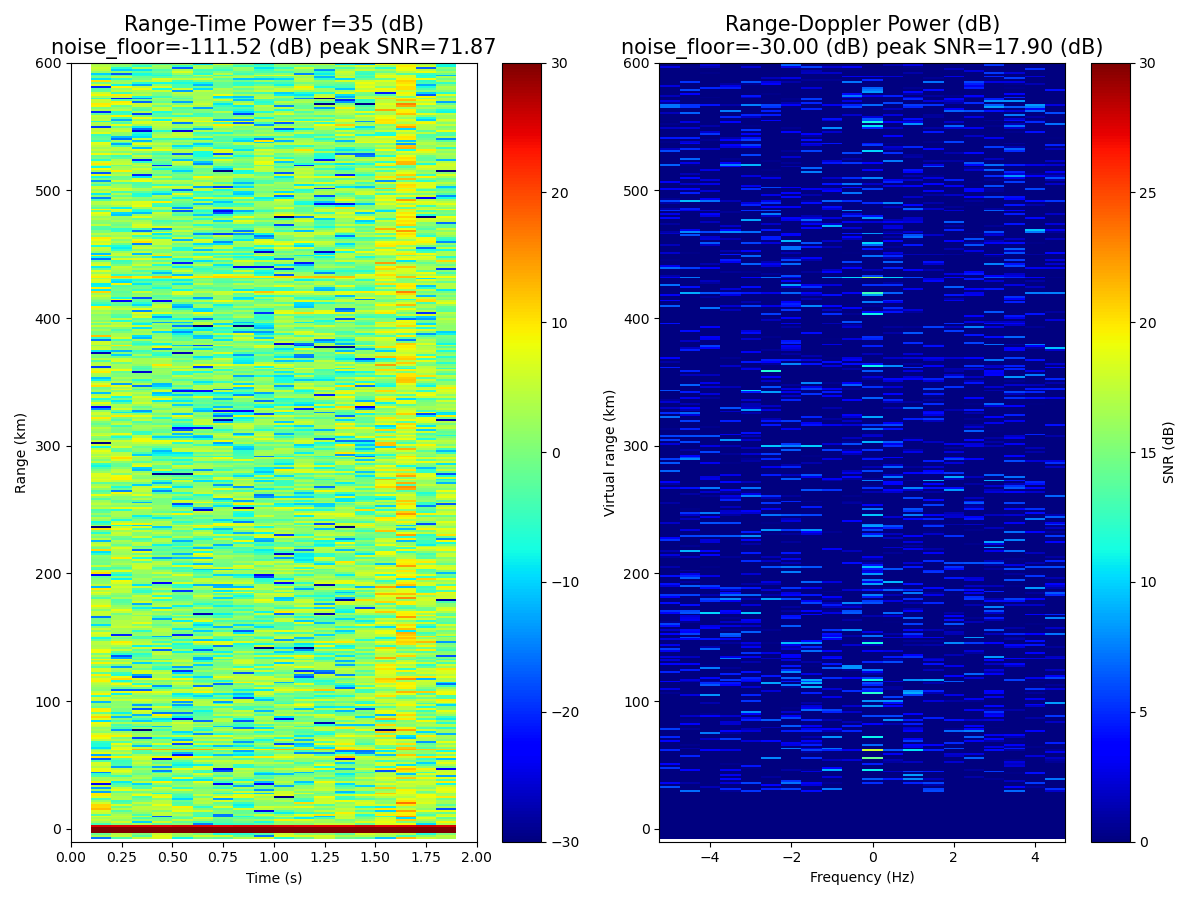 Range-Time Power f=35 (dB)
noise_floor=-111.52 (dB) peak SNR=71.87
Range-Doppler Power (dB)
noise_floor=-30.00 (dB) peak SNR=17.90 (dB)
600
500
400
300
200
100
0
Range (km)
0.00 0.25 0.50 0.75 1.00 1.25 1.50 1.75 2.00
Time (s)
30
20
10
0
−10
−20
−30
600
500
400
300
200
100
0
Virtual range (km)
−4 −2 0 2 4
Frequency (Hz)
30
25
20
15
10
5
0
SNR (dB)